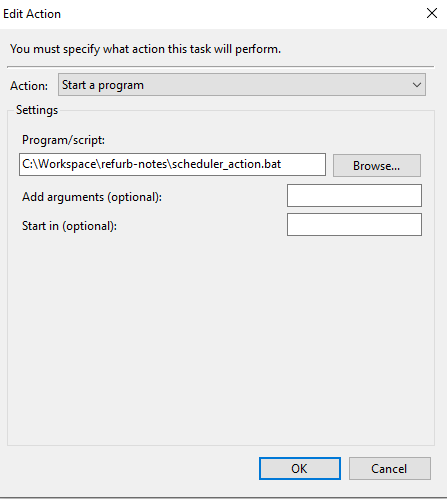 Edit Action
You must specify what action this task will perform.
Action: Start a program
Settings
Program/script:
C:\Workspace\refurb-notes\scheduler_action.bat Browse...
Add arguments (optional):
Start in (optional):
OK Cancel